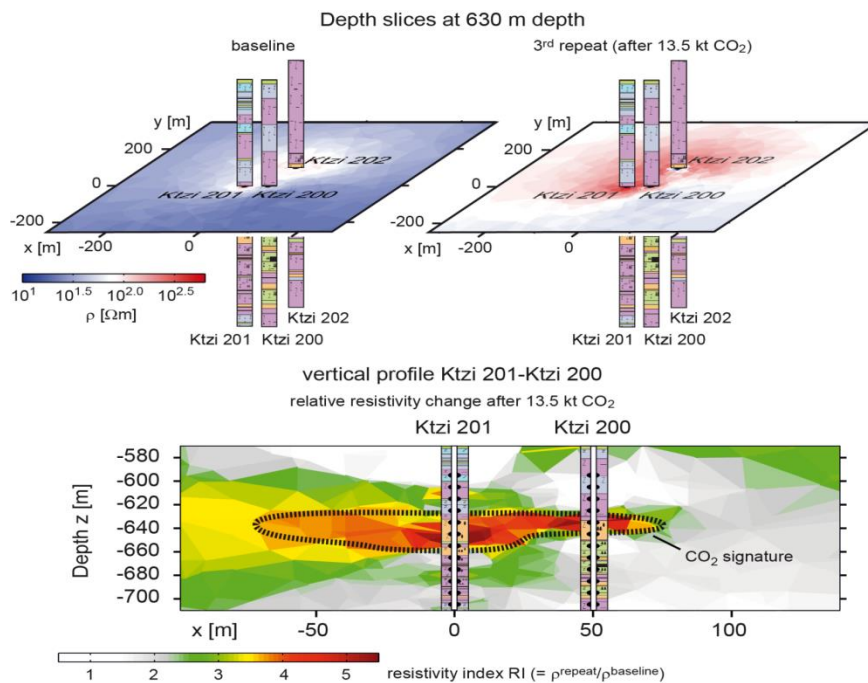 Depth slices at 630 m depth
baseline
3rd repeat (after 13.5 kt CO2)
y [m]
200
0
-200
x [m]
-200
0
Ktzi 201
Ktzi 200
Ktzi 202
y [m]
200
0
-200
x [m]
-200
0
Ktzi 201
Ktzi 200
Ktzi 202
10^1 10^1.5 10^2.0 10^2.5
ρ [Ωm]
Ktzi 202
Ktzi 201 Ktzi 200
Ktzi 202
Ktzi 201 Ktzi 200
vertical profile Ktzi 201-Ktzi 200
relative resistivity change after 13.5 kt CO2
Ktzi 201 Ktzi 200
Depth z [m]
-580
-600
-620
-640
-660
-680
-700
CO2 signature
x [m] -50 0 50 100
1 2 3 4 5
resistivity index RI (= ρ^repeat/ρ^baseline)